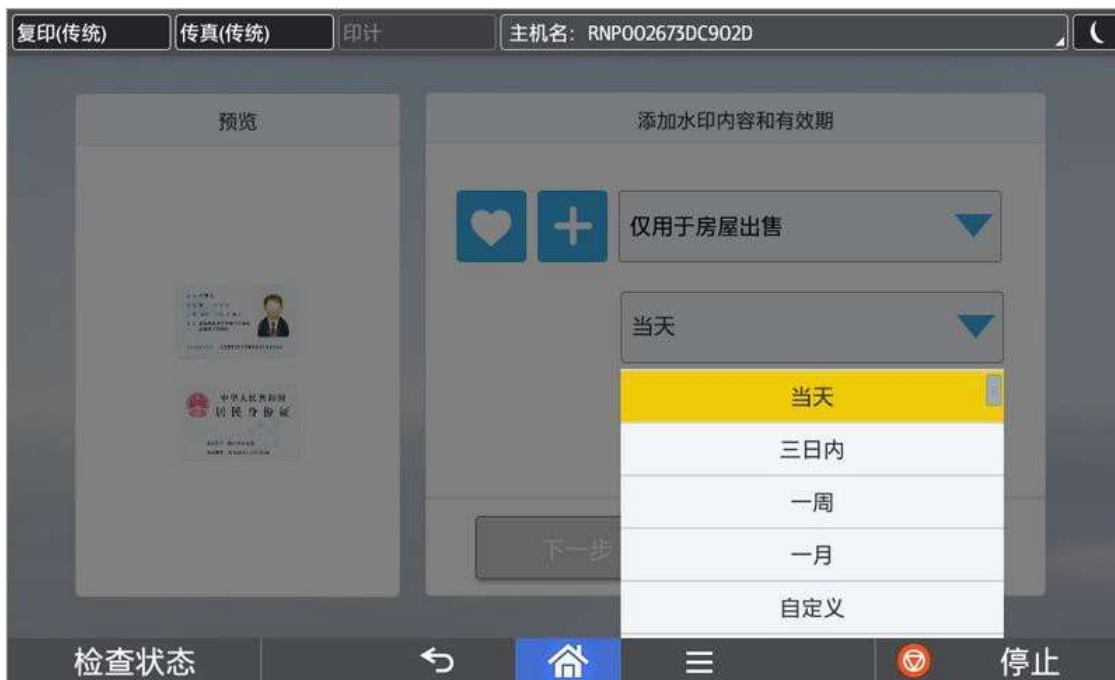 复印(传统)
传真(传统)
印计
主机名: RNP002673DC902D
预览
添加水印内容和有效期
仅用于房屋出售
当天
中华人民共和国
居民身份证
当天
三日内
一周
一月
自定义
下一步
检查状态
停止